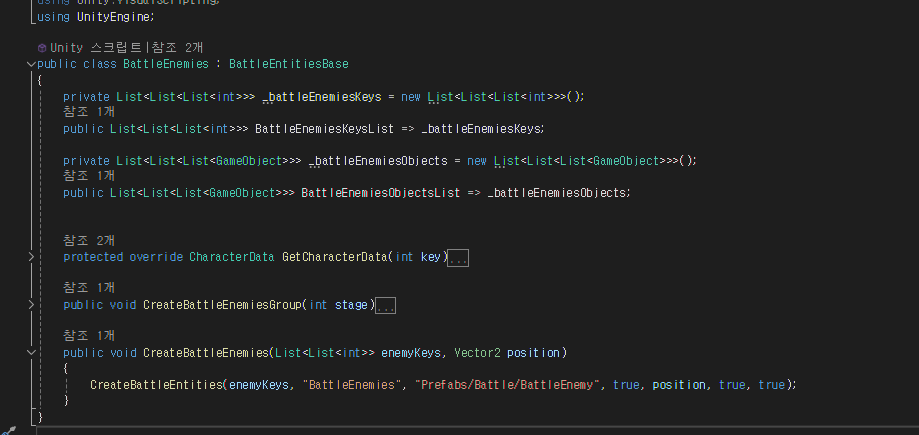 using Unity.VisualScripting;
using UnityEngine;
Unity 스크립트|참조 2개
public class BattleEnemies : BattleEntitiesBase
{
private List<List<List<int>>> _battleEnemiesKeys = new List<List<List<int>>>();
참조 1개
public List<List<List<int>>> BattleEnemiesKeysList => _battleEnemiesKeys;
private List<List<List<GameObject>>> _battleEnemiesObjects = new List<List<List<GameObject>>>();
참조 1개
public List<List<List<GameObject>>> BattleEnemiesObjectsList => _battleEnemiesObjects;
참조 2개
protected override CharacterData GetCharacterData(int key)...
참조 1개
public void CreateBattleEnemiesGroup(int stage)...
참조 1개
public void CreateBattleEnemies(List<List<int>> enemyKeys, Vector2 position)
{
CreateBattleEntities(enemyKeys, "BattleEnemies", "Prefabs/Battle/BattleEnemy", true, position, true, true);
}
}